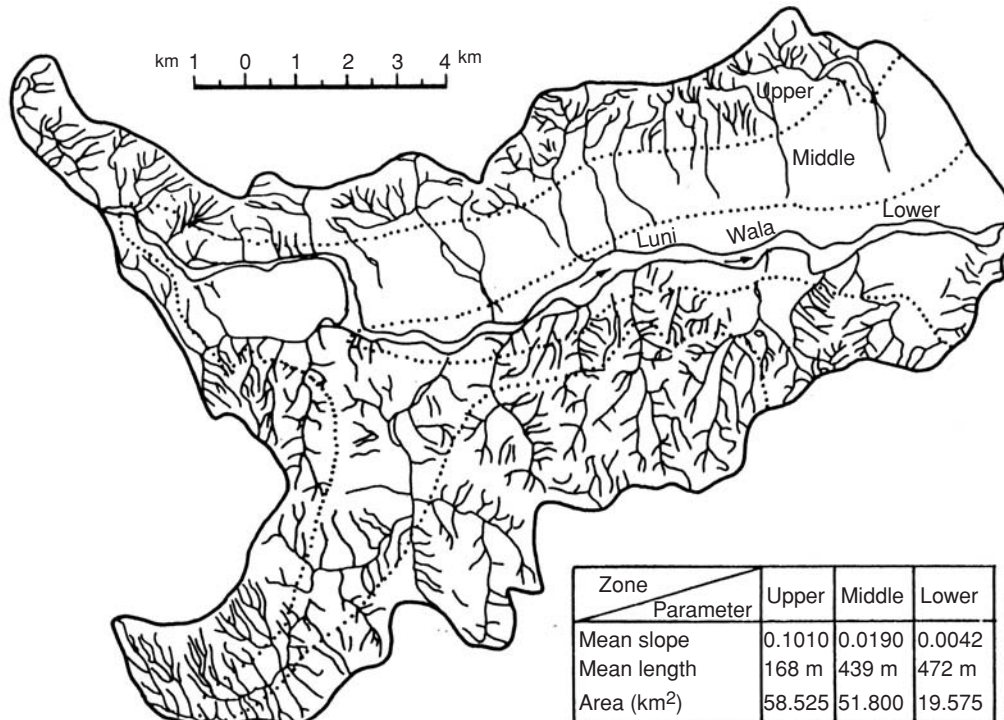 km 1 0 1 2 3 4 km
Upper
Middle
Lower
Luni Wala
Zone Parameter Upper Middle Lower
Mean slope 0.1010 0.0190 0.0042
Mean length 168 m 439 m 472 m
Area (km²) 58.525 51.800 19.575